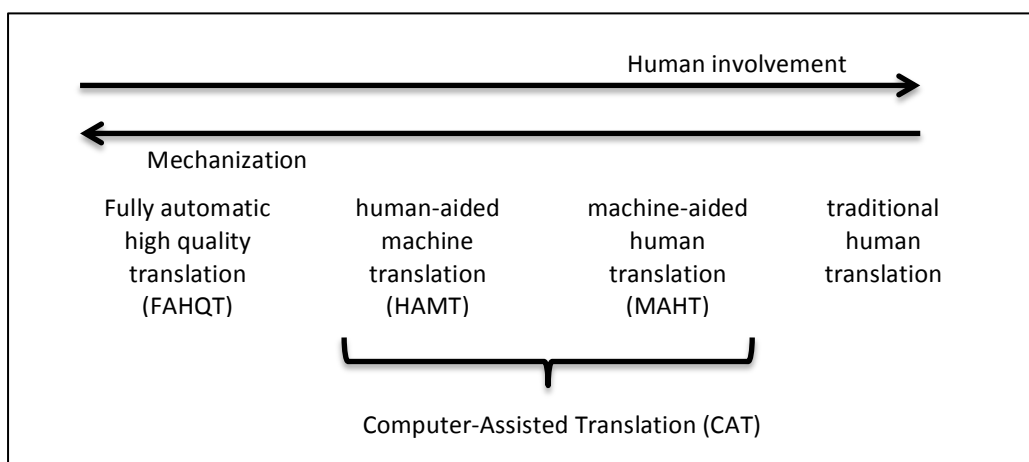 Human involvement
Mechanization
Fully automatic
high quality
translation
(FAHQT)
human-aided
machine
translation
(HAMT)
machine-aided
human
translation
(MAHT)
traditional
human
translation
Computer-Assisted Translation (CAT)